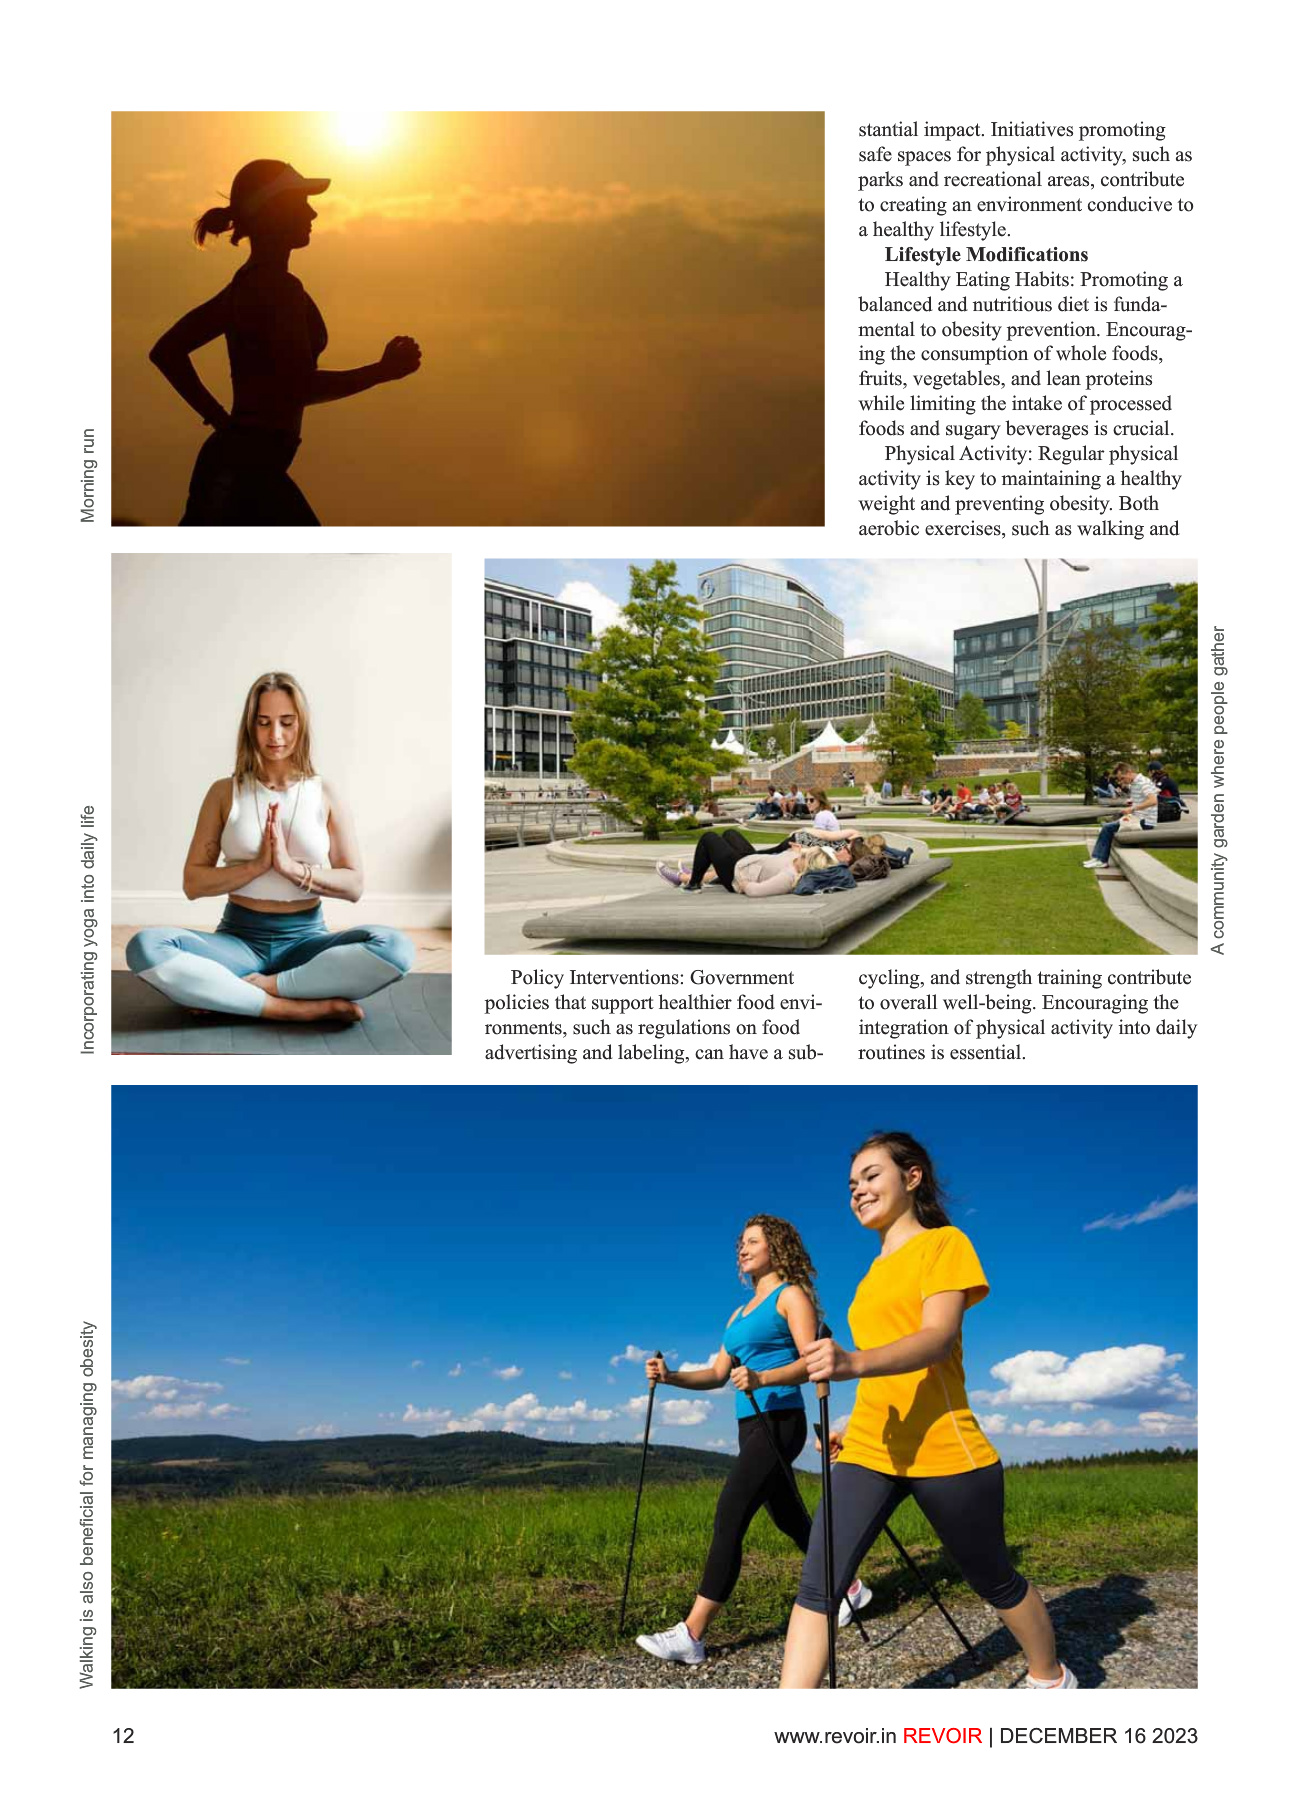 Morning run
Incorporating yoga into daily life
Policy Interventions: Government
policies that support healthier food envi-
ronments, such as regulations on food
advertising and labeling, can have a sub-
stantial impact. Initiatives promoting
safe spaces for physical activity, such as
parks and recreational areas, contribute
to creating an environment conducive to
a healthy lifestyle.
Lifestyle Modifications
Healthy Eating Habits: Promoting a
balanced and nutritious diet is funda-
mental to obesity prevention. Encourag-
ing the consumption of whole foods,
fruits, vegetables, and lean proteins
while limiting the intake of processed
foods and sugary beverages is crucial.
Physical Activity: Regular physical
activity is key to maintaining a healthy
weight and preventing obesity. Both
aerobic exercises, such as walking and
A community garden where people gather
cycling, and strength training contribute
to overall well-being. Encouraging the
integration of physical activity into daily
routines is essential.
Walking is also beneficial for managing obesity
12
www.revoir.in REVOIR | DECEMBER 16 2023